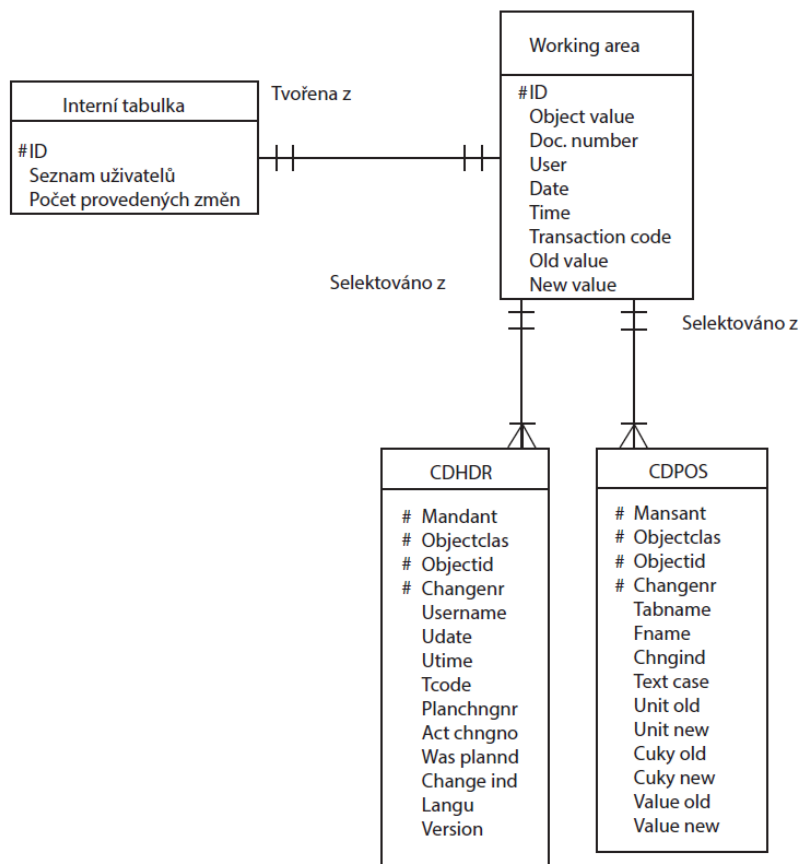 Working area
#ID
Object value
Doc. number
User
Date
Time
Transaction code
Old value
New value
Tvořena z
Interní tabulka
#ID
Seznam uživatelů
Počet provedených změn
Selektováno z
Selektováno z
CDHDR
# Mandant
# Objectclas
# Objectid
# Changenr
Username
Udate
Utime
Tcode
Planchngnr
Act chngno
Was plannd
Change ind
Langu
Version
CDPOS
# Mansant
# Objectclas
# Objectid
# Changenr
Tabname
Fname
Chngind
Text case
Unit old
Unit new
Cuky old
Cuky new
Value old
Value new